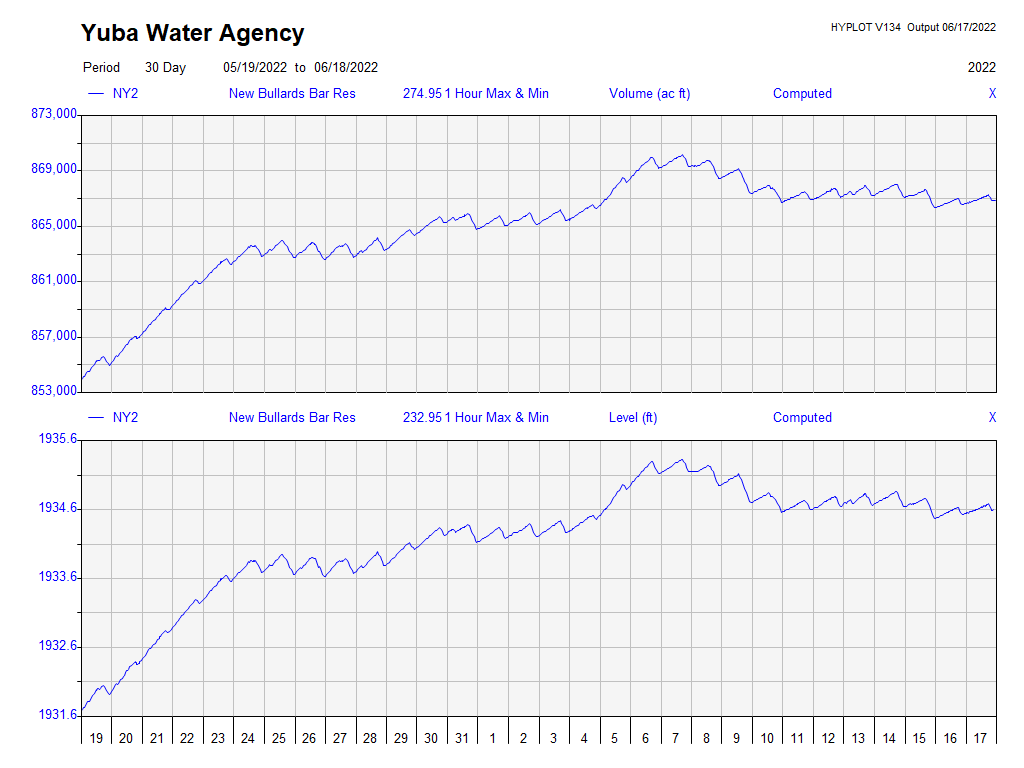 Yuba Water Agency
HYPLOT V134 Output 06/17/2022
Period 30 Day 05/19/2022 to 06/18/2022 2022
NY2 New Bullards Bar Res 274.95 1 Hour Max & Min Volume (ac ft) Computed X
873,000
869,000
865,000
861,000
857,000
853,000
NY2 New Bullards Bar Res 232.95 1 Hour Max & Min Level (ft) Computed X
1935.6
1934.6
1933.6
1932.6
1931.6
19 20 21 22 23 24 25 26 27 28 29 30 31 1 2 3 4 5 6 7 8 9 10 11 12 13 14 15 16 17